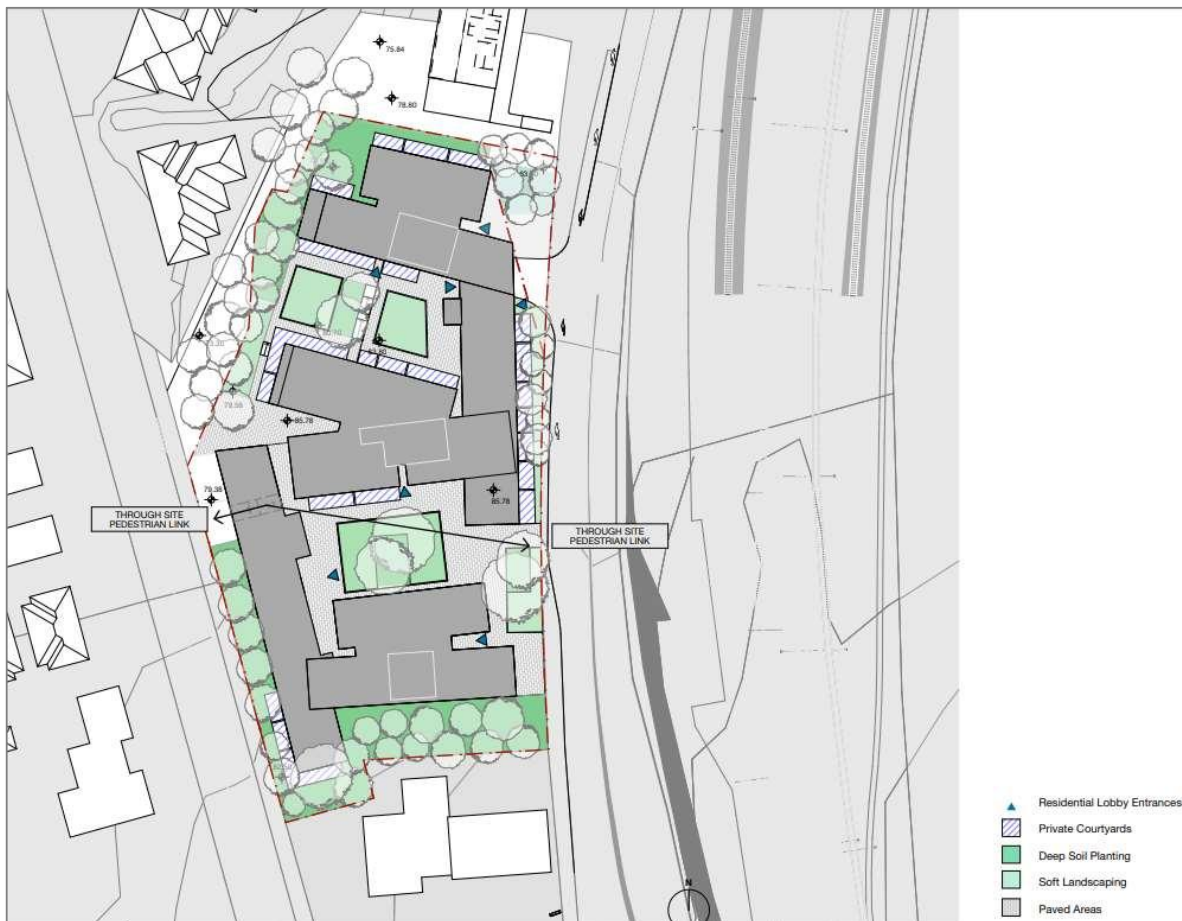 75.84
78.80
85.78
79.38
THROUGH SITE
PEDESTRIAN LINK
85.78
THROUGH SITE
PEDESTRIAN LINK
Residential Lobby Entrances
Private Courtyards
Deep Soil Planting
Soft Landscaping
N
Paved Areas